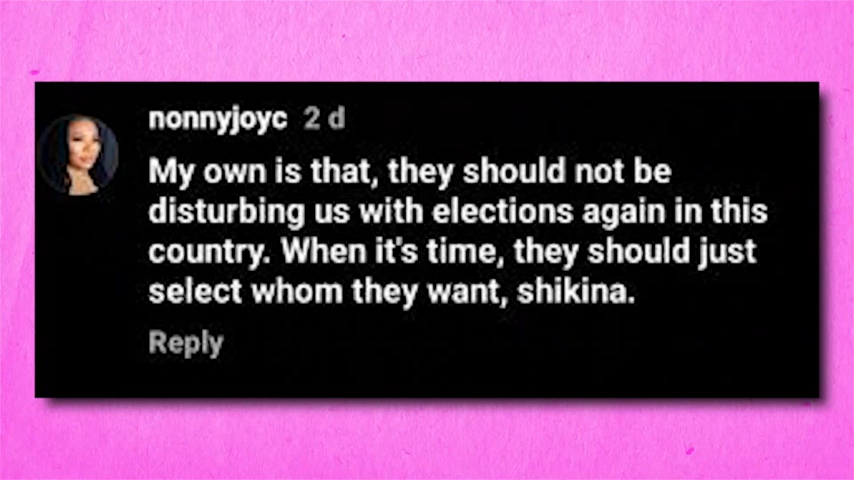 nonnyjoyc 2 d
My own is that, they should not be
disturbing us with elections again in this
country. When it's time, they should just
select whom they want, shikina.
Reply